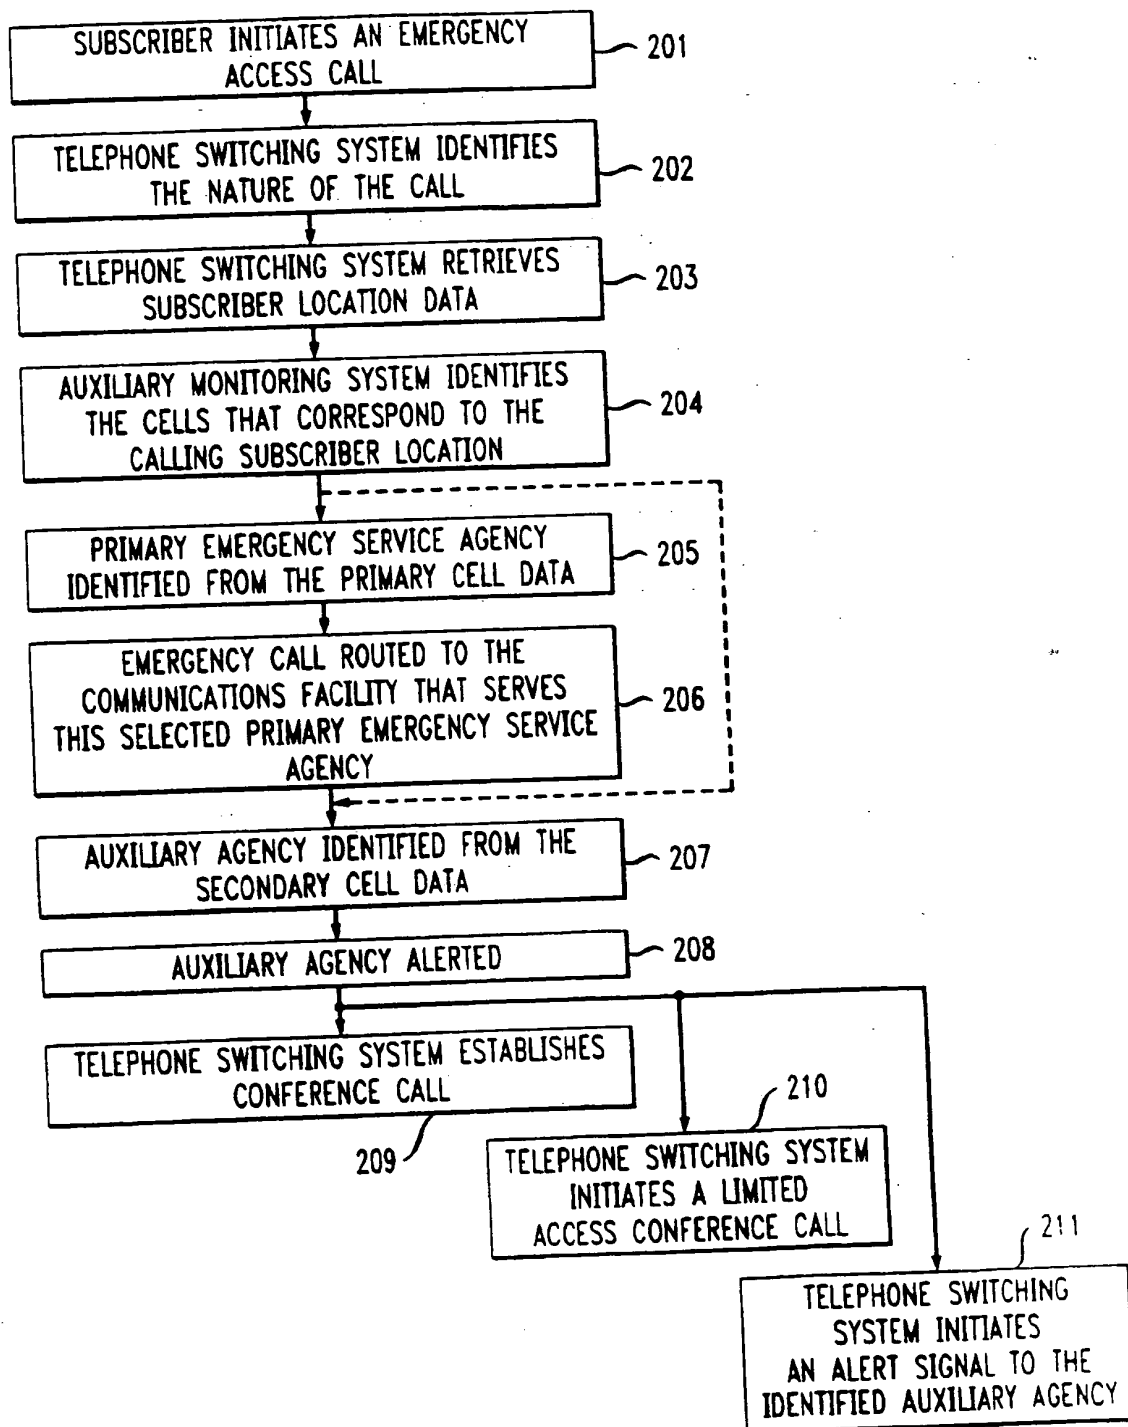 SUBSCRIBER INITIATES AN EMERGENCY
ACCESS CALL
201
TELEPHONE SWITCHING SYSTEM IDENTIFIES
THE NATURE OF THE CALL
202
TELEPHONE SWITCHING SYSTEM RETRIEVES
SUBSCRIBER LOCATION DATA
203
AUXILIARY MONITORING SYSTEM IDENTIFIES
THE CELLS THAT CORRESPOND TO THE
CALLING SUBSCRIBER LOCATION
204
PRIMARY EMERGENCY SERVICE AGENCY
IDENTIFIED FROM THE PRIMARY CELL DATA
205
EMERGENCY CALL ROUTED TO THE
COMMUNICATIONS FACILITY THAT SERVES
THIS SELECTED PRIMARY EMERGENCY SERVICE
AGENCY
206
AUXILIARY AGENCY IDENTIFIED FROM THE
SECONDARY CELL DATA
207
AUXILIARY AGENCY ALERTED
208
TELEPHONE SWITCHING SYSTEM ESTABLISHES
CONFERENCE CALL
209
210
TELEPHONE SWITCHING SYSTEM
INITIATES A LIMITED
ACCESS CONFERENCE CALL
211
TELEPHONE SWITCHING
SYSTEM INITIATES
AN ALERT SIGNAL TO THE
IDENTIFIED AUXILIARY AGENCY